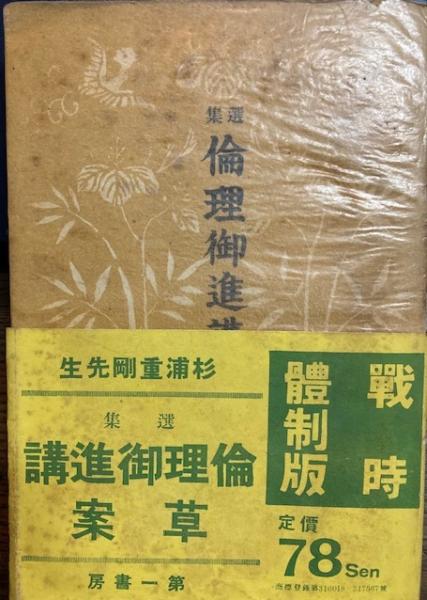 選集
倫理御進講
杉浦重剛先生
選集
倫理御進講
草案
第一書房
戰時
體制版
定價
78 Sen